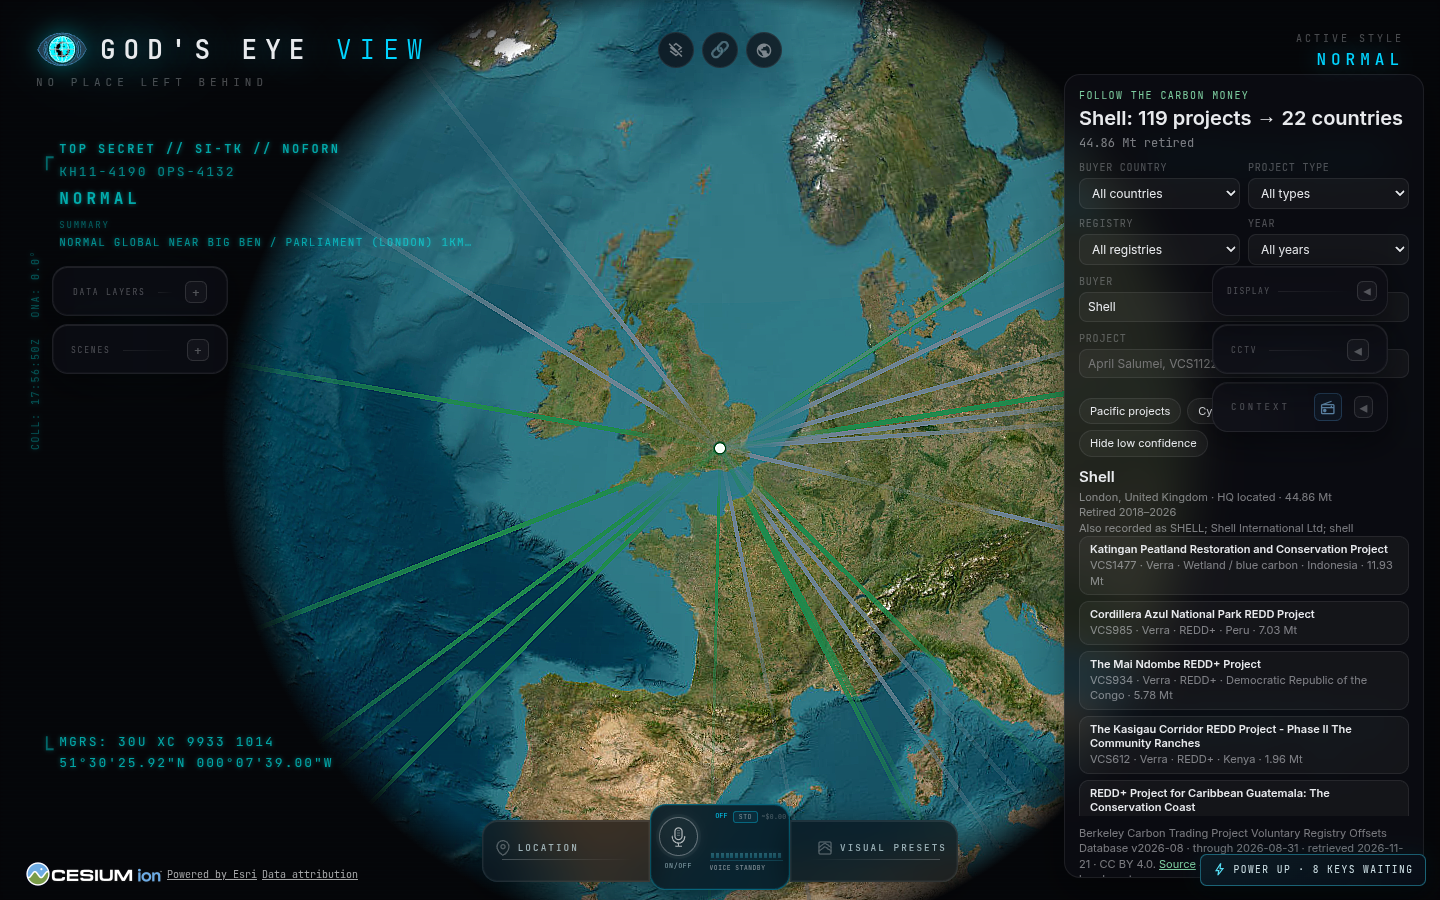 GOD'S EYE VIEW
NO PLACE LEFT BEHIND
TOP SECRET // SI-TK // NOFORN
KH11-4190 OPS-4132
NORMAL
SUMMARY
NORMAL GLOBAL NEAR BIG BEN / PARLIAMENT (LONDON) 1KM…
DATA LAYERS
+
SCENES
+
COLL: 17:56:50Z ONA: 0.0°
MGRS: 30U XC 9933 1014
51°30'25.92"N 000°07'39.00"W
CESIUM ion
Powered by Esri Data attribution
LOCATION
OFF STD
ON/OFF
VOICE STANDBY
VISUAL PRESETS
ACTIVE STYLE
NORMAL
FOLLOW THE CARBON MONEY
Shell: 119 projects → 22 countries
44.86 Mt retired
BUYER COUNTRY PROJECT TYPE
All countries All types
REGISTRY YEAR
All registries All years
BUYER
Shell
DISPLAY
PROJECT
April Salumei, VCS112
CCTV
Pacific projects Cy
CONTEXT
Hide low confidence
Shell
London, United Kingdom · HQ located · 44.86 Mt
Retired 2018–2026
Also recorded as SHELL; Shell International Ltd; shell
Katingan Peatland Restoration and Conservation Project
VCS1477 · Verra · Wetland / blue carbon · Indonesia · 11.93
Mt
Cordillera Azul National Park REDD Project
VCS985 · Verra · REDD+ · Peru · 7.03 Mt
The Mai Ndombe REDD+ Project
VCS934 · Verra · REDD+ · Democratic Republic of the
Congo · 5.78 Mt
The Kasigau Corridor REDD Project - Phase II The
Community Ranches
VCS612 · Verra · REDD+ · Kenya · 1.96 Mt
REDD+ Project for Caribbean Guatemala: The
Conservation Coast
Berkeley Carbon Trading Project Voluntary Registry Offsets
Database v2026-08 · through 2026-08-31 · retrieved 2026-11-
21 · CC BY 4.0. Source
POWER UP · 8 KEYS WAITING